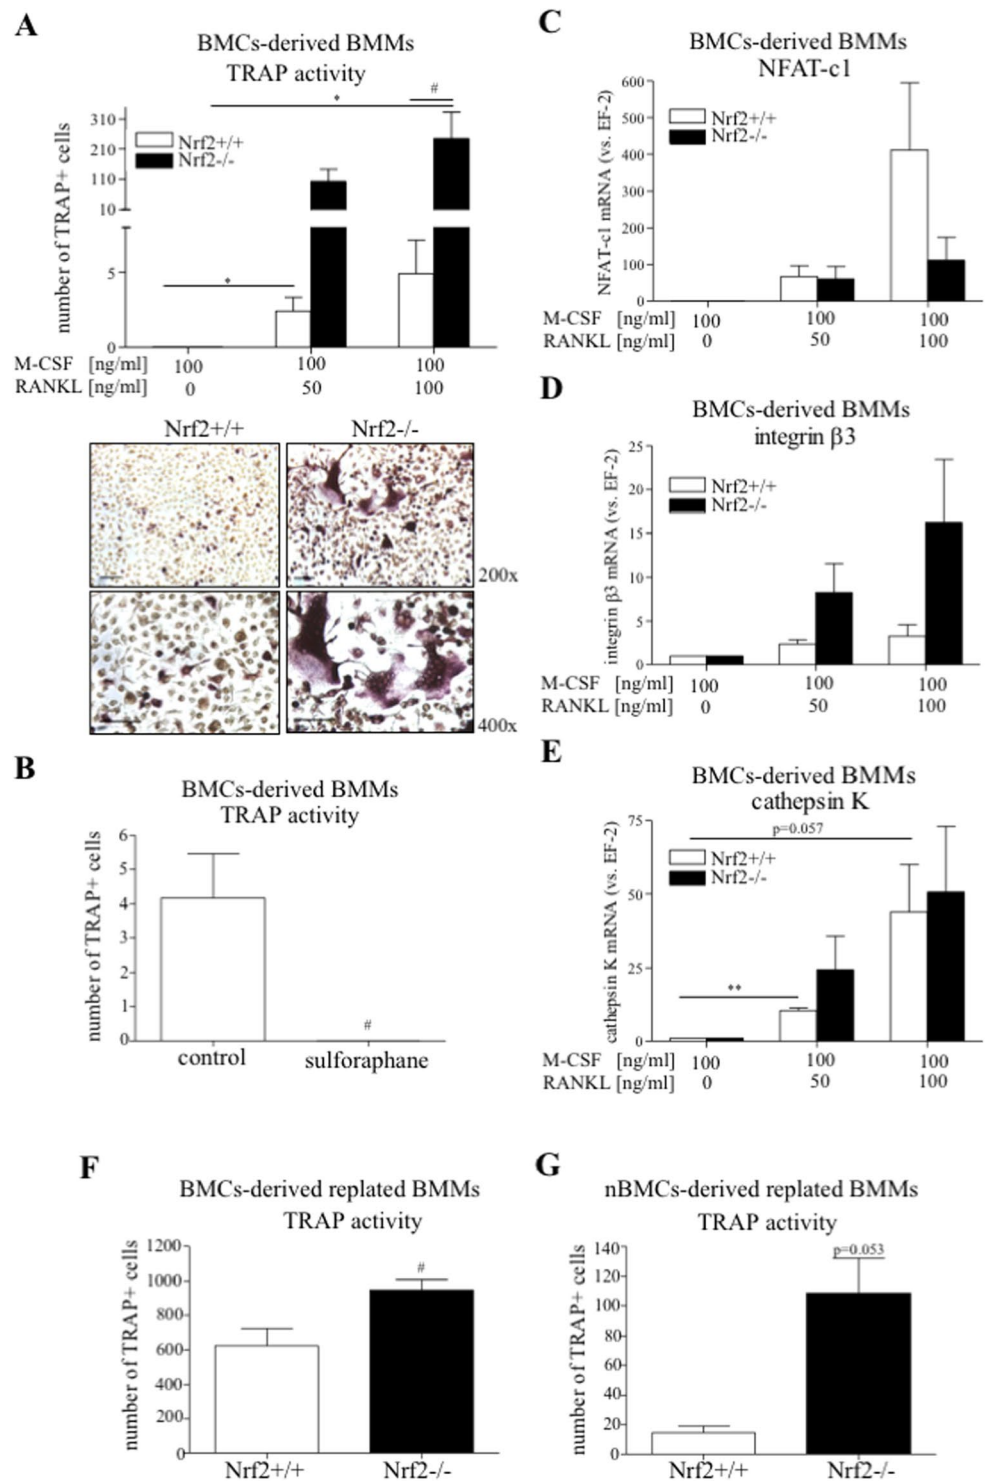 A
BMCs-derived BMMs
TRAP activity
number of TRAP+ cells
310
210
110
10
5
0
Nrf2+/+
Nrf2-/-
*
*
#
M-CSF [ng/ml] 100 100 100
RANKL [ng/ml] 0 50 100
Nrf2+/+ Nrf2-/-
200x
400x
B
BMCs-derived BMMs
TRAP activity
number of TRAP+ cells
6
5
4
3
2
1
0
#
control sulforaphane
C
BMCs-derived BMMs
NFAT-c1
NFAT-c1 mRNA (vs. EF-2)
600
500
400
300
200
100
0
Nrf2+/+
Nrf2-/-
M-CSF [ng/ml] 100 100 100
RANKL [ng/ml] 0 50 100
D
BMCs-derived BMMs
integrin β3
integrin β3 mRNA (vs. EF-2)
25
20
15
10
5
0
Nrf2+/+
Nrf2-/-
M-CSF [ng/ml] 100 100 100
RANKL [ng/ml] 0 50 100
E
BMCs-derived BMMs
cathepsin K
cathepsin K mRNA (vs. EF-2)
75
50
25
0
p=0.057
Nrf2+/+
Nrf2-/-
**
M-CSF [ng/ml] 100 100 100
RANKL [ng/ml] 0 50 100
F
BMCs-derived replated BMMs
TRAP activity
number of TRAP+ cells
1200
1000
800
600
400
200
0
#
Nrf2+/+ Nrf2-/-
G
nBMCs-derived replated BMMs
TRAP activity
number of TRAP+ cells
140
120
100
80
60
40
20
0
p=0.053
Nrf2+/+ Nrf2-/-